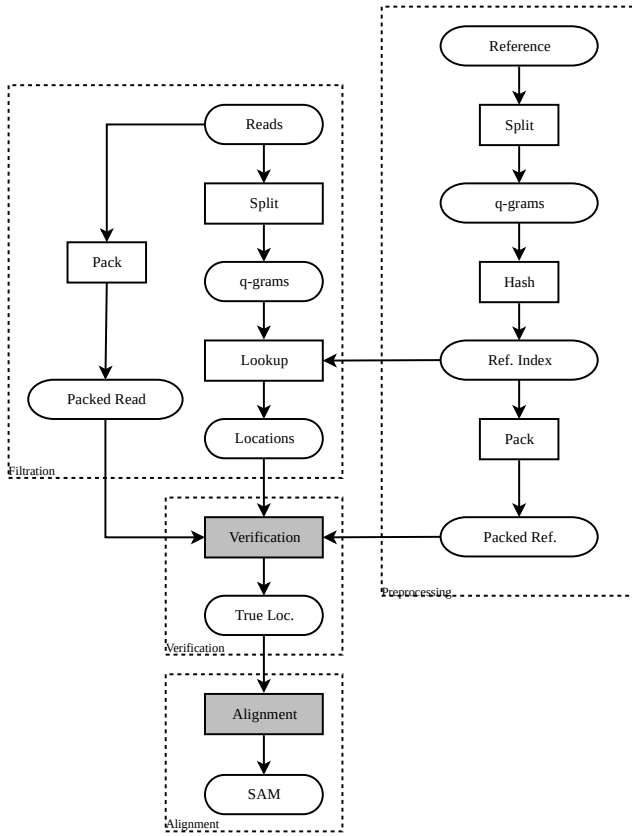 Reference
Reads
Split
Split
q-grams
Pack
q-grams
Hash
Lookup
Ref. Index
Packed Read
Locations
Pack
Filtration
Verification
Packed Ref.
Preprocessing
True Loc.
Verification
Alignment
SAM
Alignment